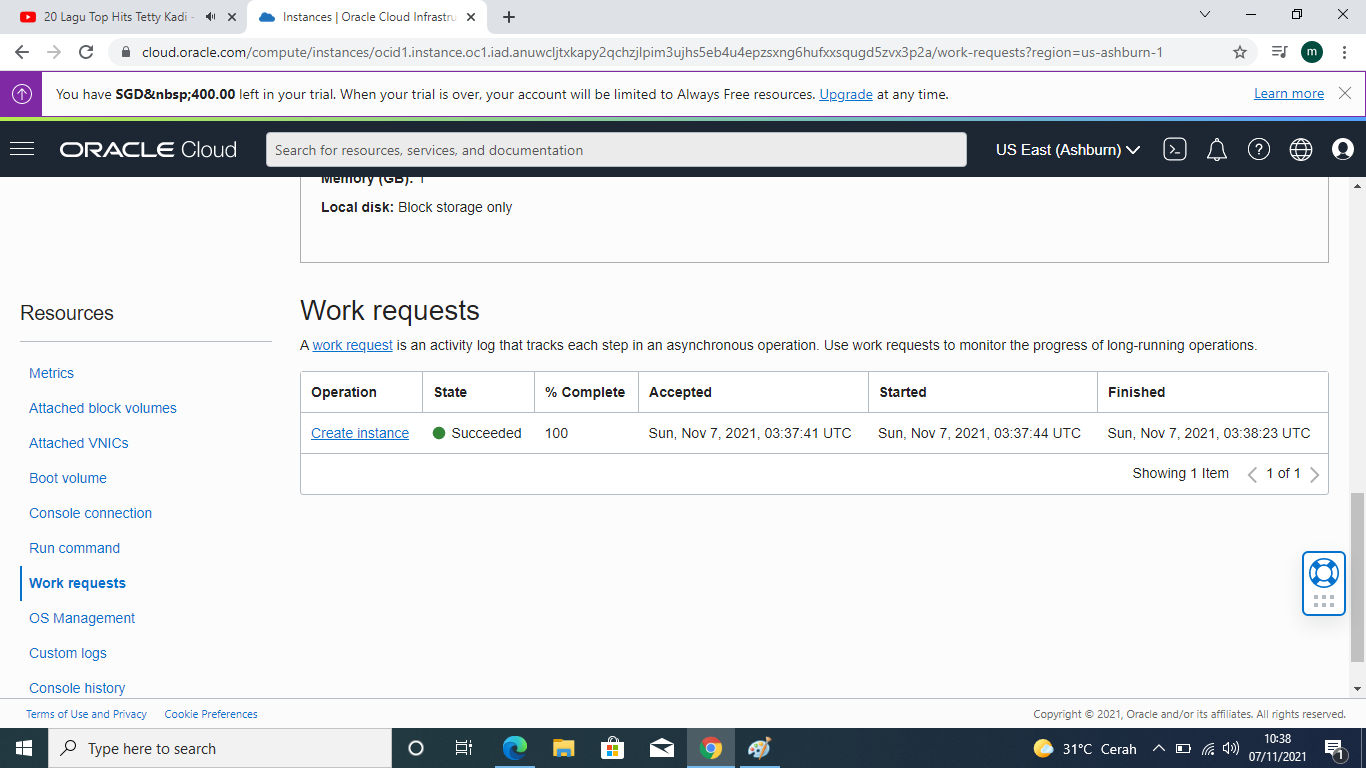 20 Lagu Top Hits Tetty Kadi -
Instances | Oracle Cloud Infrastru
cloud.oracle.com/compute/instances/ocid1.instance.oc1.iad.anuwcljtxkapy2qchzjlpim3ujhs5eb4u4epzsxng6hufxxsqugd5zvx3p2a/work-requests?region=us-ashburn-1
m
You have SGD&nbsp;400.00 left in your trial. When your trial is over, your account will be limited to Always Free resources. Upgrade at any time.
Learn more
ORACLE Cloud
Search for resources, services, and documentation
US East (Ashburn)
Memory (GB): 1
Local disk: Block storage only
Resources
Metrics
Attached block volumes
Attached VNICs
Boot volume
Console connection
Run command
Work requests
OS Management
Custom logs
Console history
Work requests
A work request is an activity log that tracks each step in an asynchronous operation. Use work requests to monitor the progress of long-running operations.
Operation State % Complete Accepted Started Finished
Create instance Succeeded 100 Sun, Nov 7, 2021, 03:37:41 UTC Sun, Nov 7, 2021, 03:37:44 UTC Sun, Nov 7, 2021, 03:38:23 UTC
Showing 1 Item 1 of 1
Terms of Use and Privacy Cookie Preferences
Copyright © 2021, Oracle and/or its affiliates. All rights reserved.
Type here to search
31°C Cerah
10:38
07/11/2021
1